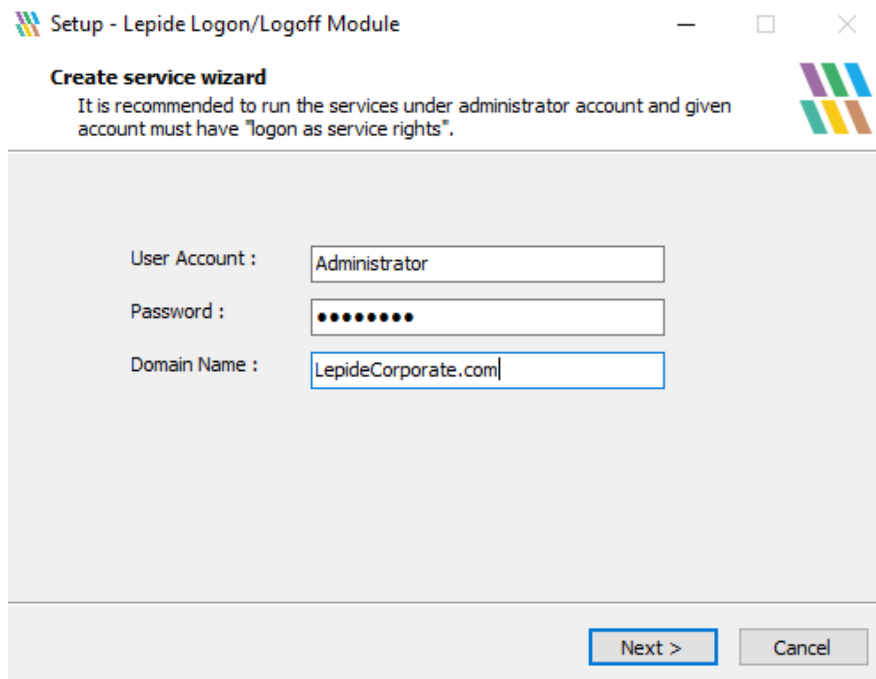 Setup - Lepide Logon/Logoff Module
Create service wizard
It is recommended to run the services under administrator account and given
account must have "logon as service rights".
User Account :
Administrator
Password :
●●●●●●●●
Domain Name :
LepideCorporate.com
Next >
Cancel